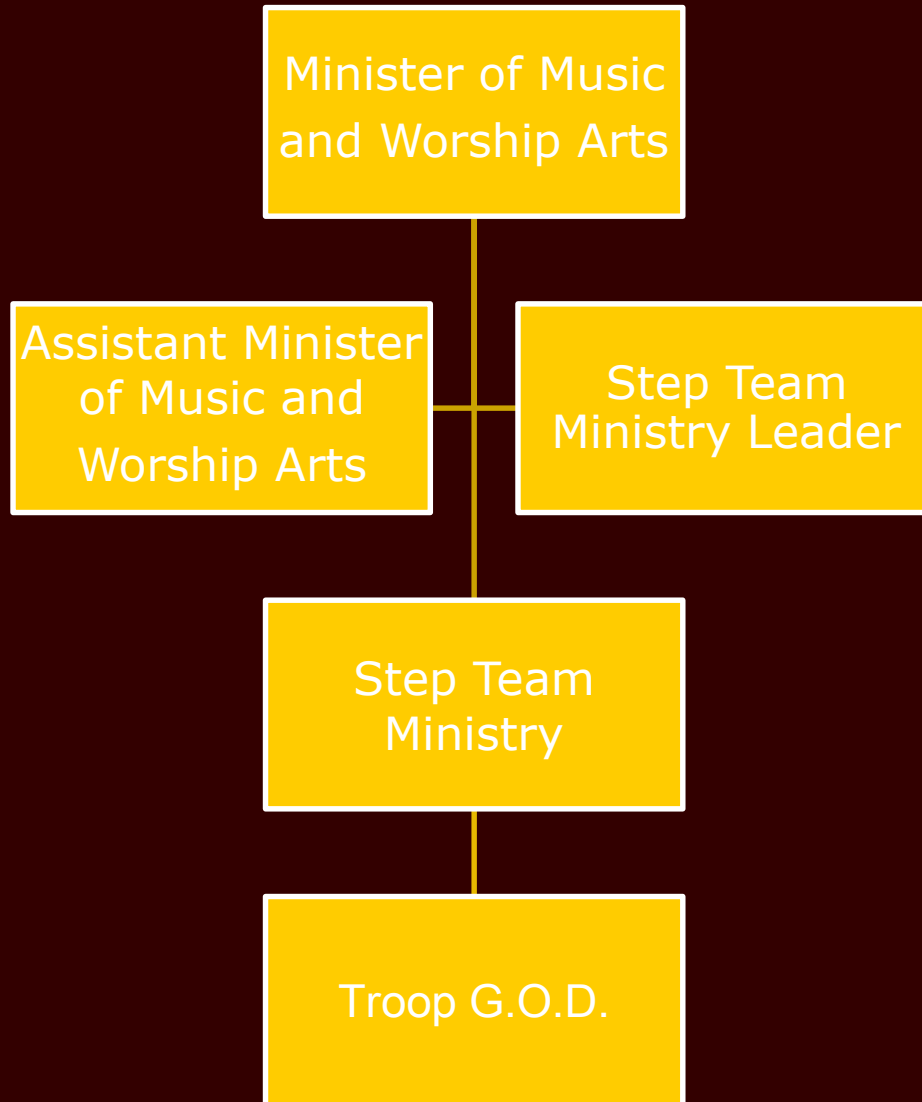 Minister of Music
and Worship Arts
Assistant Minister
of Music and
Worship Arts
Step Team
Ministry Leader
Step Team
Ministry
Troop G.O.D.